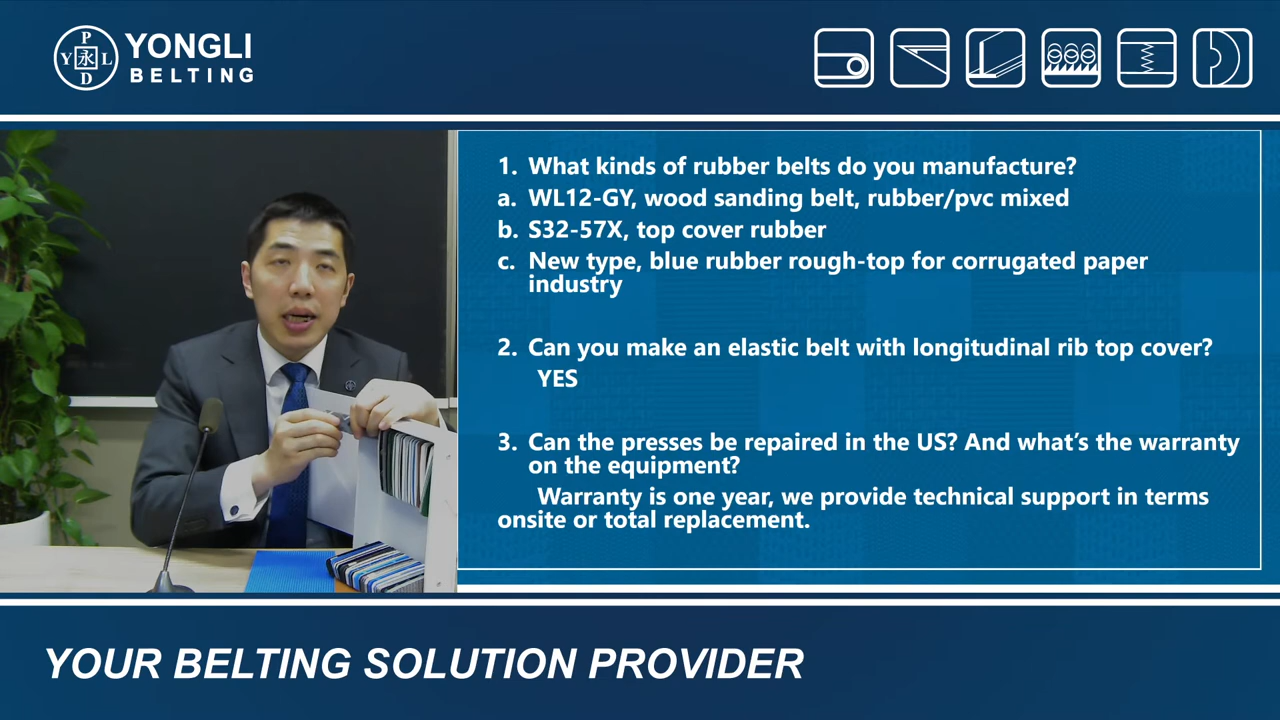 P
Y 永 L
D
YONGLI
BELTING
1. What kinds of rubber belts do you manufacture?
a. WL12-GY, wood sanding belt, rubber/pvc mixed
b. S32-57X, top cover rubber
c. New type, blue rubber rough-top for corrugated paper
industry
2. Can you make an elastic belt with longitudinal rib top cover?
YES
3. Can the presses be repaired in the US? And what's the warranty
on the equipment?
Warranty is one year, we provide technical support in terms
onsite or total replacement.
YOUR BELTING SOLUTION PROVIDER